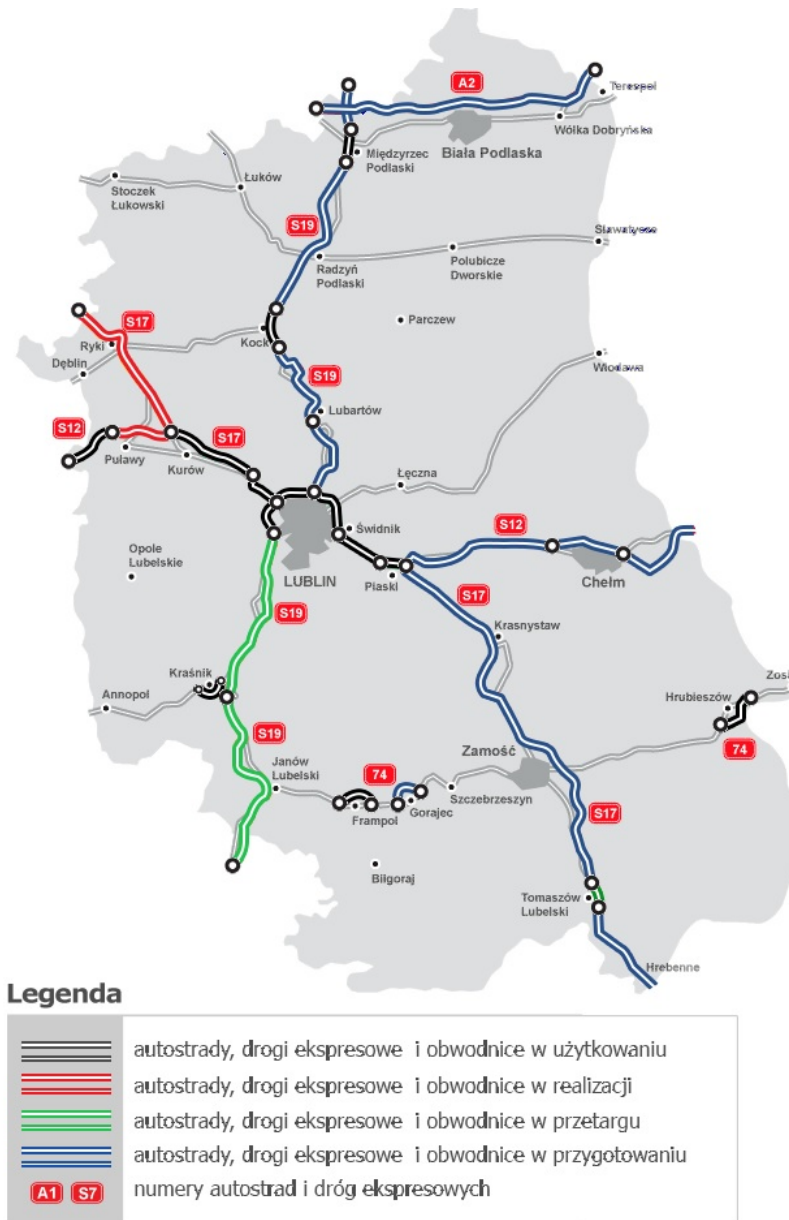 A2
Terespol
Wólka Dobryńska
Biała Podlaska
Międzyrzec
Podlaski
Łuków
Stoczek
Łukowski
S19
Sławatycze
Radzyń
Podlaski
Połubicze
Dworskie
S17
Parczew
Ryki
Kock
Dęblin
Włodawa
S19
Lubartów
S12
S17
Puławy
Kurów
Łęczna
Świdnik
S12
Opole
Lubelskie
LUBLIN
Piaski
Chełm
S17
S19
Krasnystaw
Kraśnik
Annopol
Hrubieszów
S19
Zamość
74
Janów
Lubelski
74
Szczebrzeszyn
Gorajec
Frampol
S17
Biłgoraj
Tomaszów
Lubelski
Hrebenne
Legenda
autostrady, drogi ekspresowe i obwodnice w użytkowaniu
autostrady, drogi ekspresowe i obwodnice w realizacji
autostrady, drogi ekspresowe i obwodnice w przetargu
autostrady, drogi ekspresowe i obwodnice w przygotowaniu
A1 S7 numery autostrad i dróg ekspresowych